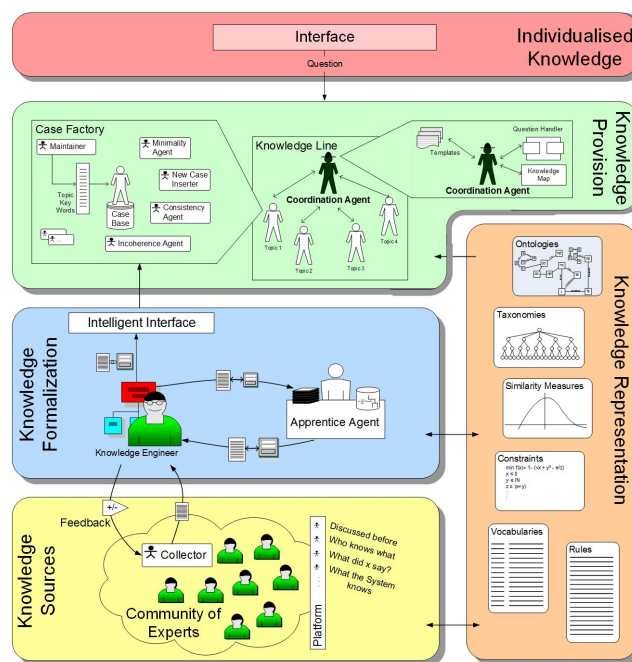 Interface
Individualised
Knowledge
Question
Knowledge
Provision
Case Factory
Maintainer
Minimality
Agent
New Case
Inserter
Topic
Key
Words
Case
Base
Consistency
Agent
...
Incoherence Agent
Knowledge Line
Coordination Agent
Topic 1
Topic 2
Topic 3
Topic 4
Templates
Question Handler
Knowledge
Map
Coordination Agent
Knowledge
Formalization
Intelligent Interface
Knowledge Engineer
Apprentice Agent
Knowledge Representation
Ontologies
Taxonomies
Similarity Measures
Constraints
x ≤ 0
y ∈ IN
z ≥ (x+y)
Vocabularies
Rules
Knowledge
Sources
+/-
Feedback
Collector
Community of
Experts
Platform
Discussed before
Who knows what
What did x say?
What the System
knows